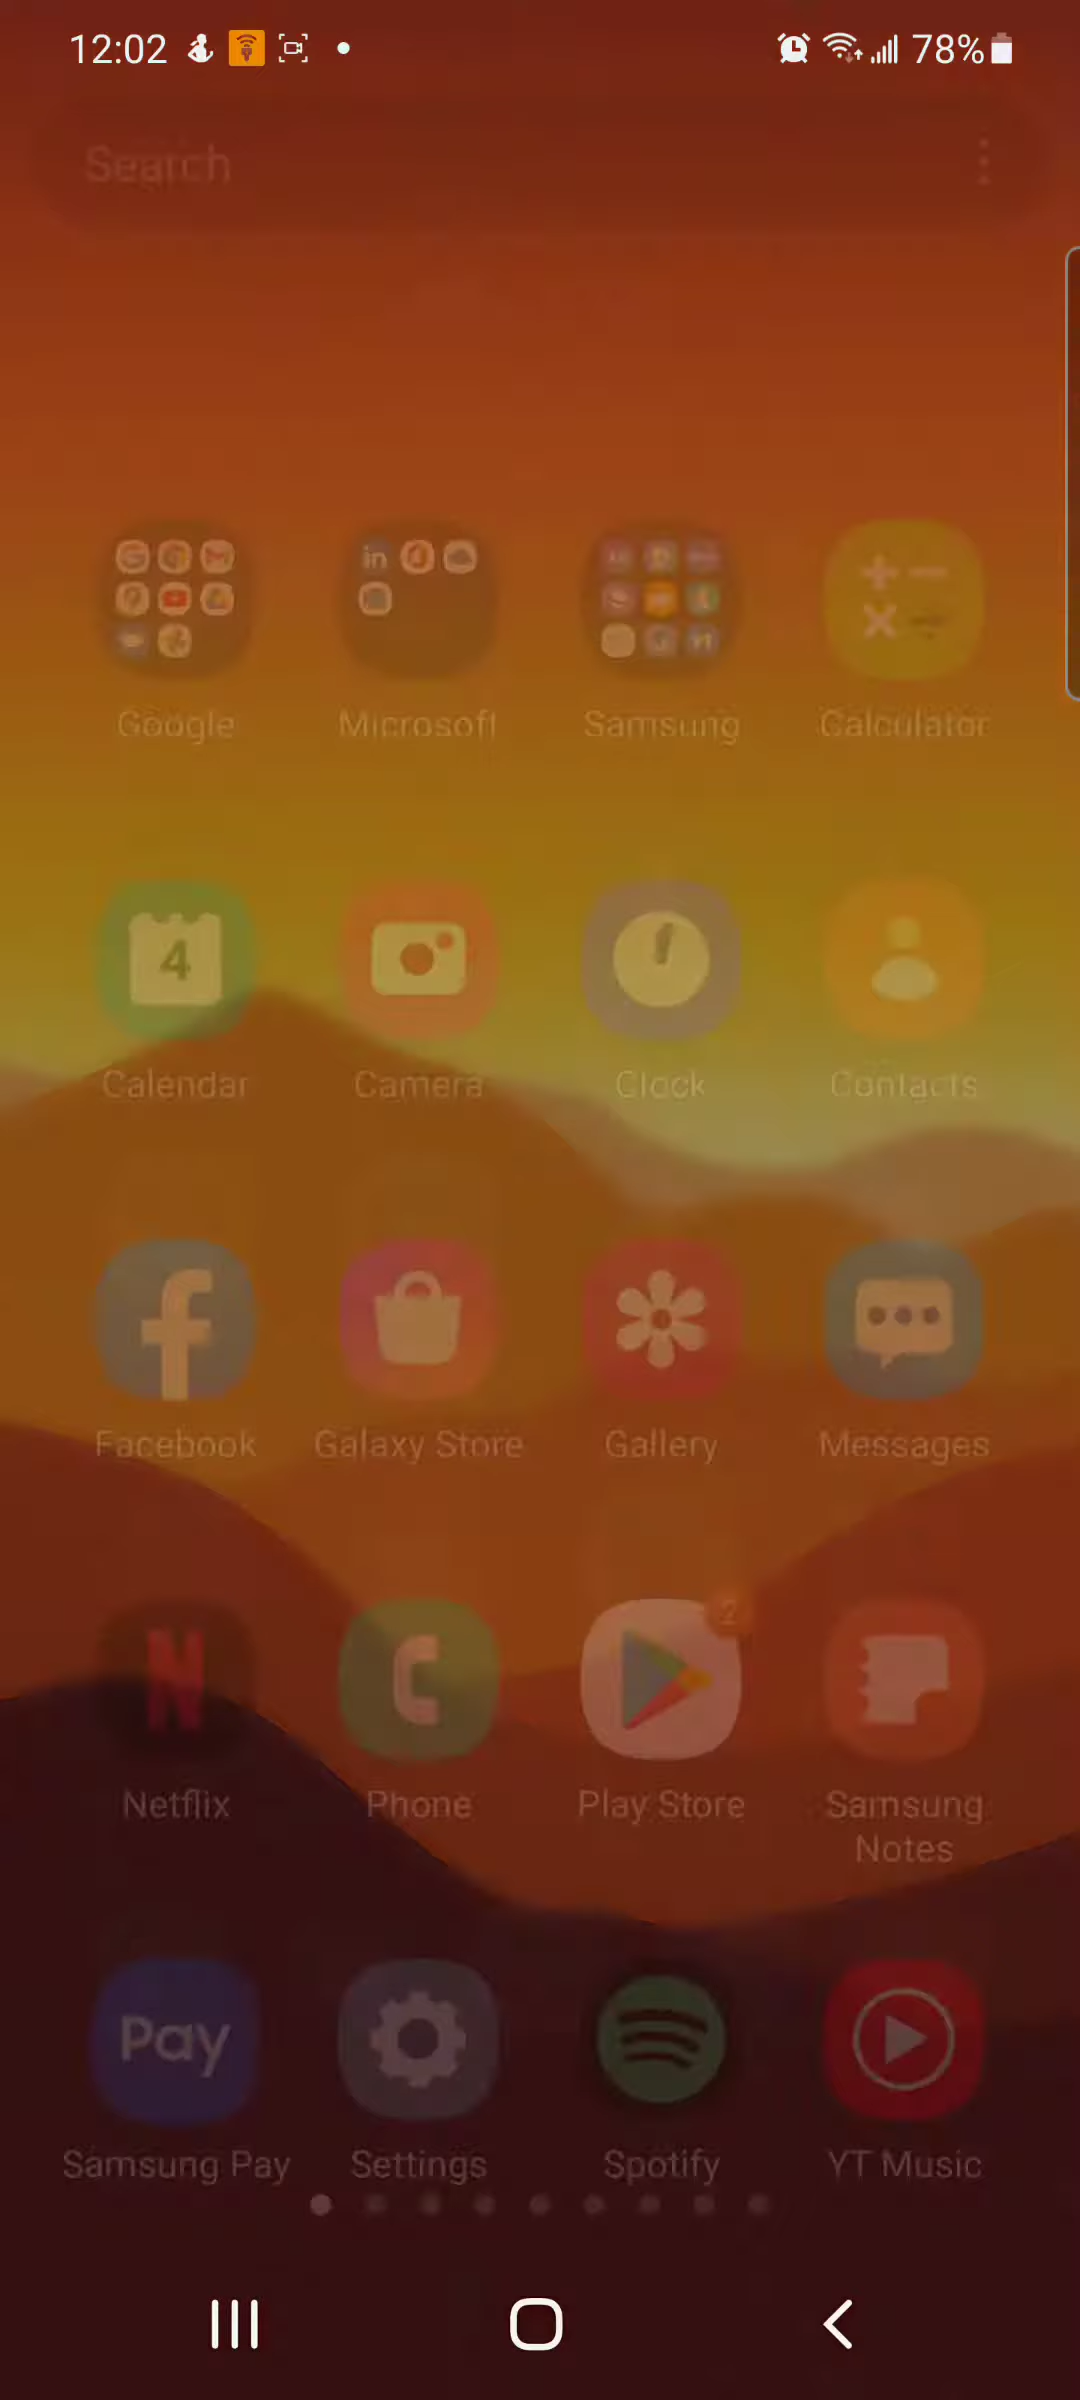 12:02 78%
Search
Google Microsoft Samsung Calculator
4
Calendar Camera Clock Contacts
Facebook Galaxy Store Gallery Messages
2
Netflix Phone Play Store Samsung
Notes
Pay
Samsung Pay Settings Spotify YT Music